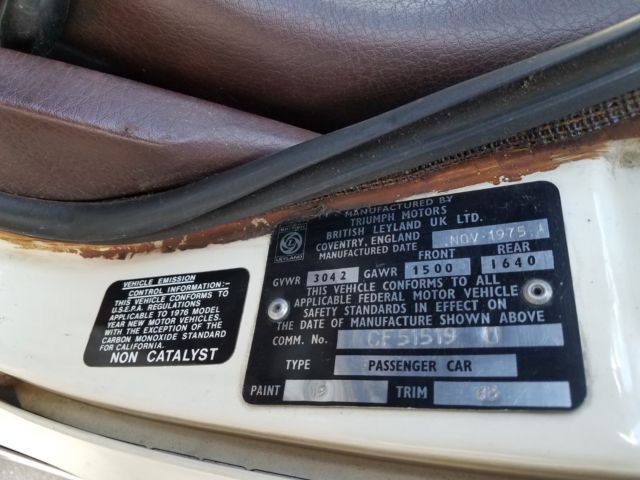 MANUFACTURED BY
TRIUMPH MOTORS
BRITISH LEYLAND UK LTD.
COVENTRY, ENGLAND
MANUFACTURED DATE NOV-1975
LEYLAND
FRONT REAR
GVWR 3042 GAWR 1500 1640
THIS VEHICLE CONFORMS TO ALL
APPLICABLE FEDERAL MOTOR VEHICLE
SAFETY STANDARDS IN EFFECT ON
THE DATE OF MANUFACTURE SHOWN ABOVE
COMM. No. CF 51519 U
TYPE PASSENGER CAR
PAINT 19 TRIM
VEHICLE EMISSION
CONTROL INFORMATION:-
THIS VEHICLE CONFORMS TO
U.S.E.P.A. REGULATIONS
APPLICABLE TO 1976 MODEL
YEAR NEW MOTOR VEHICLES
WITH THE EXCEPTION OF THE
CARBON MONOXIDE STANDARD
FOR CALIFORNIA.
NON CATALYST